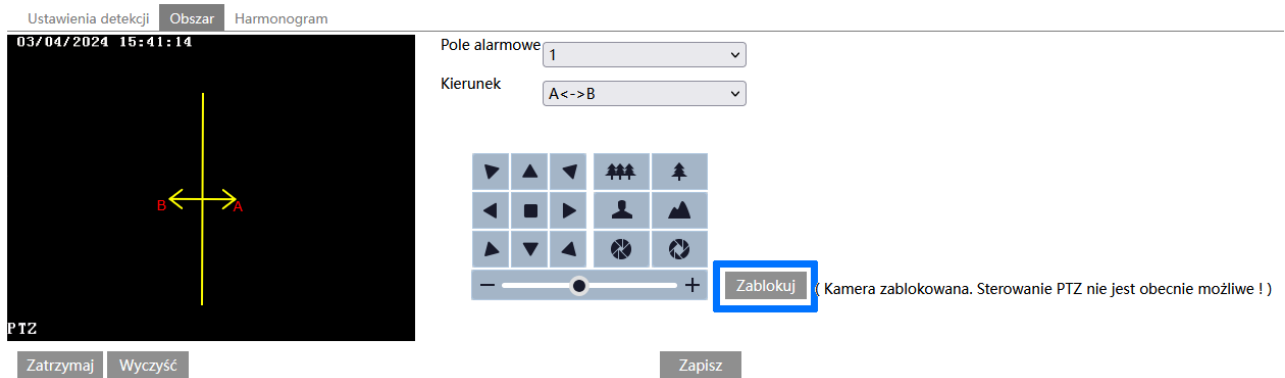 Ustawienia detekcji Obszar Harmonogram
03/04/2024 15:41:14
Pole alarmowe 1
Kierunek A<->B
B A
Zablokuj ( Kamera zablokowana. Sterowanie PTZ nie jest obecnie możliwe ! )
PTZ
Zatrzymaj Wyczyść Zapisz